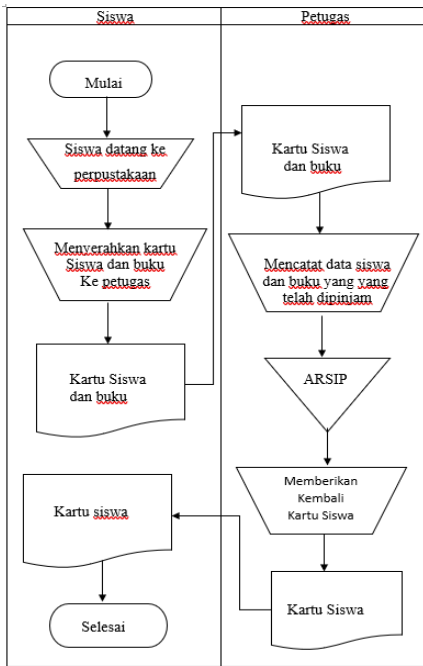 Siswa
Petugas
Mulai
Siswa datang ke
perpustakaan
Menyerahkan kartu
Siswa dan buku
Ke petugas
Kartu Siswa
dan buku
Kartu Siswa
dan buku
Mencatat data siswa
dan buku yang yang
telah dipinjam
ARSIP
Memberikan
Kembali
Kartu Siswa
Kartu Siswa
Kartu siswa
Selesai